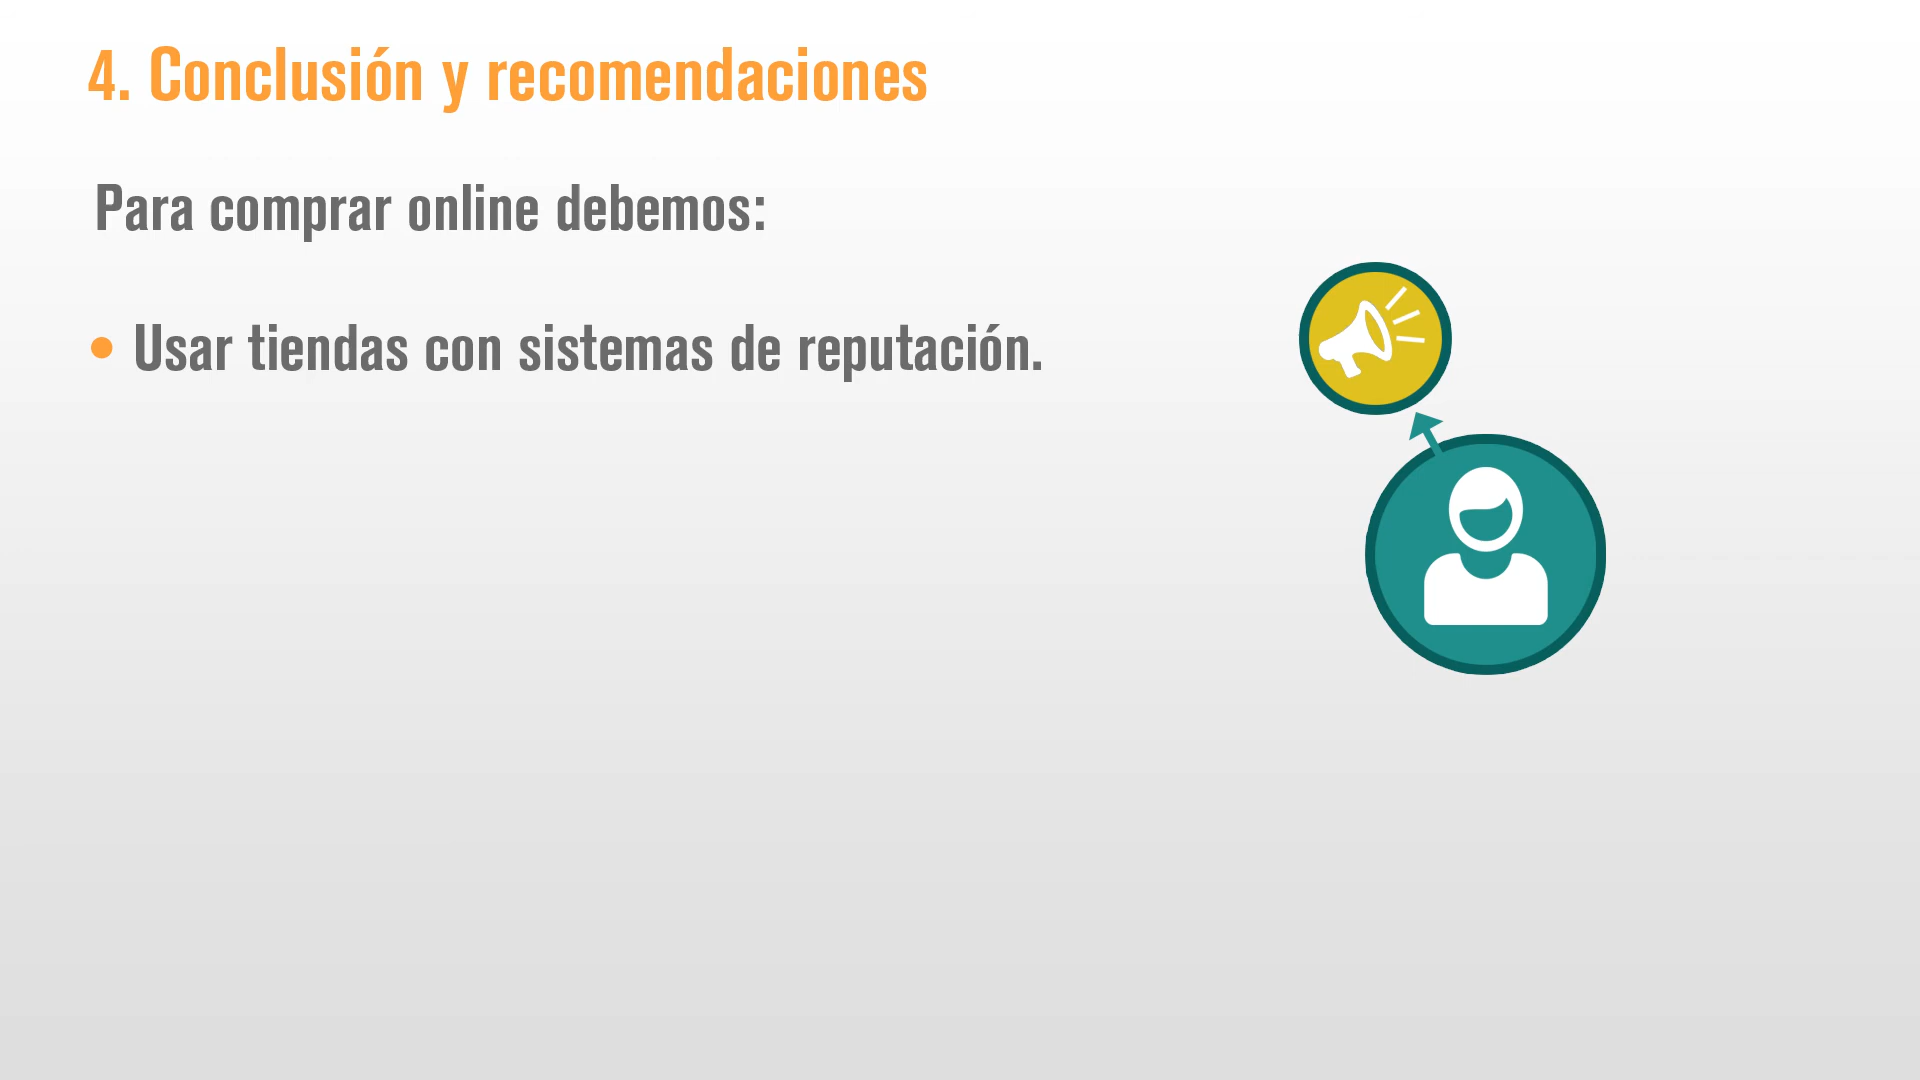 4. Conclusión y recomendaciones
Para comprar online debemos:
• Usar tiendas con sistemas de reputación.